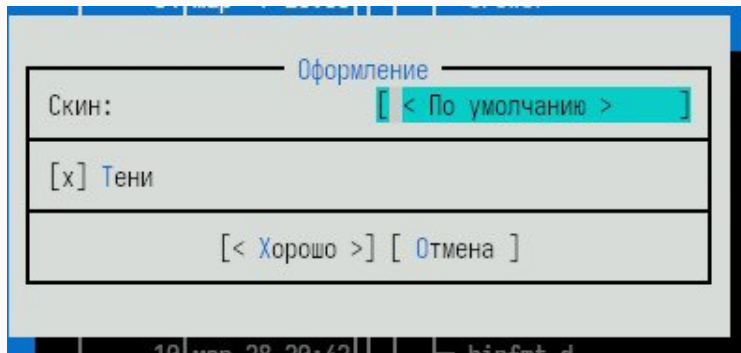 Оформление
Скин: [ < По умолчанию > ]
[x] Тени
[< Хорошо >] [ Отмена ]